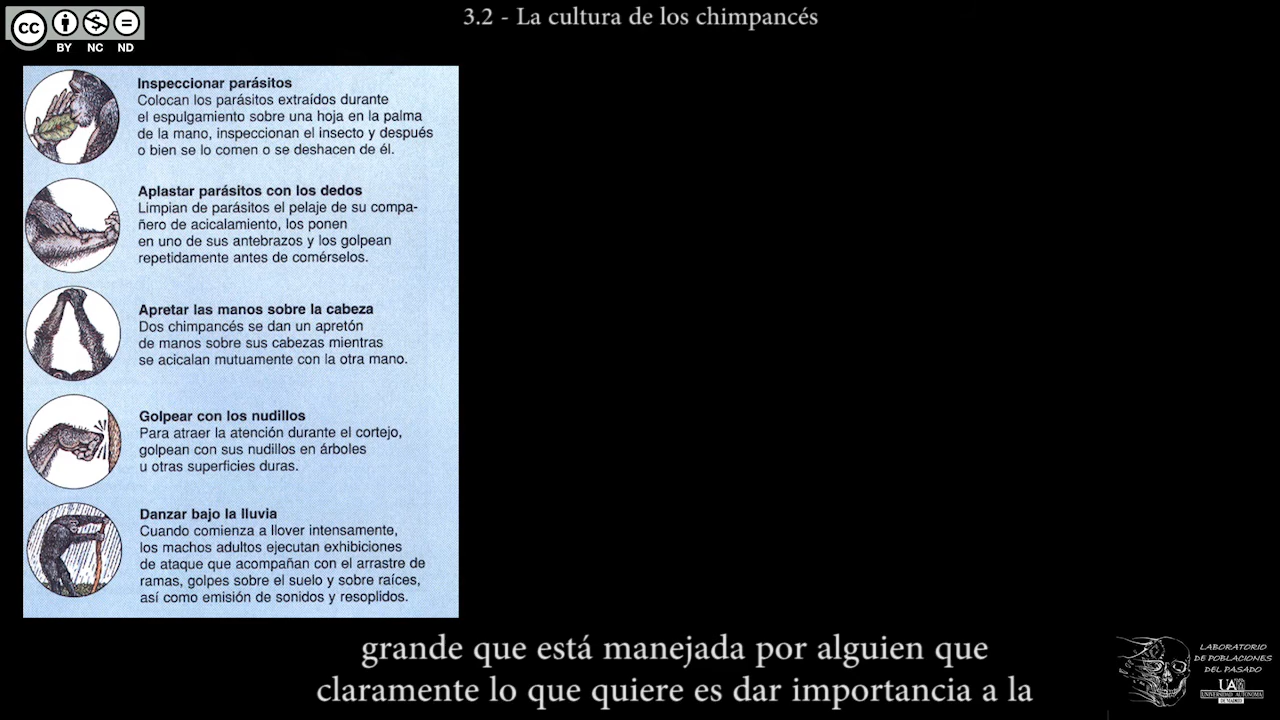 3.2 - La cultura de los chimpancés
CC
BY NC ND
Inspeccionar parásitos
Colocan los parásitos extraídos durante
el espulgamiento sobre una hoja en la palma
de la mano, inspeccionan el insecto y después
o bien se lo comen o se deshacen de él.
Aplastar parásitos con los dedos
Limpian de parásitos el pelaje de su compa-
ñero de acicalamiento, los ponen
en uno de sus antebrazos y los golpean
repetidamente antes de comérselos.
Apretar las manos sobre la cabeza
Dos chimpancés se dan un apretón
de manos sobre sus cabezas mientras
se acicalan mutuamente con la otra mano.
Golpear con los nudillos
Para atraer la atención durante el cortejo,
golpean con sus nudillos en árboles
u otras superficies duras.
Danzar bajo la lluvia
Cuando comienza a llover intensamente,
los machos adultos ejecutan exhibiciones
de ataque que acompañan con el arrastre de
ramas, golpes sobre el suelo y sobre raíces,
así como emisión de sonidos y resoplidos.
grande que está manejada por alguien que
claramente lo que quiere es dar importancia a la
LABORATORIO
DE POBLACIONES
DEL PASADO
UAM
UNIVERSIDAD AUTONOMA
DE MADRID